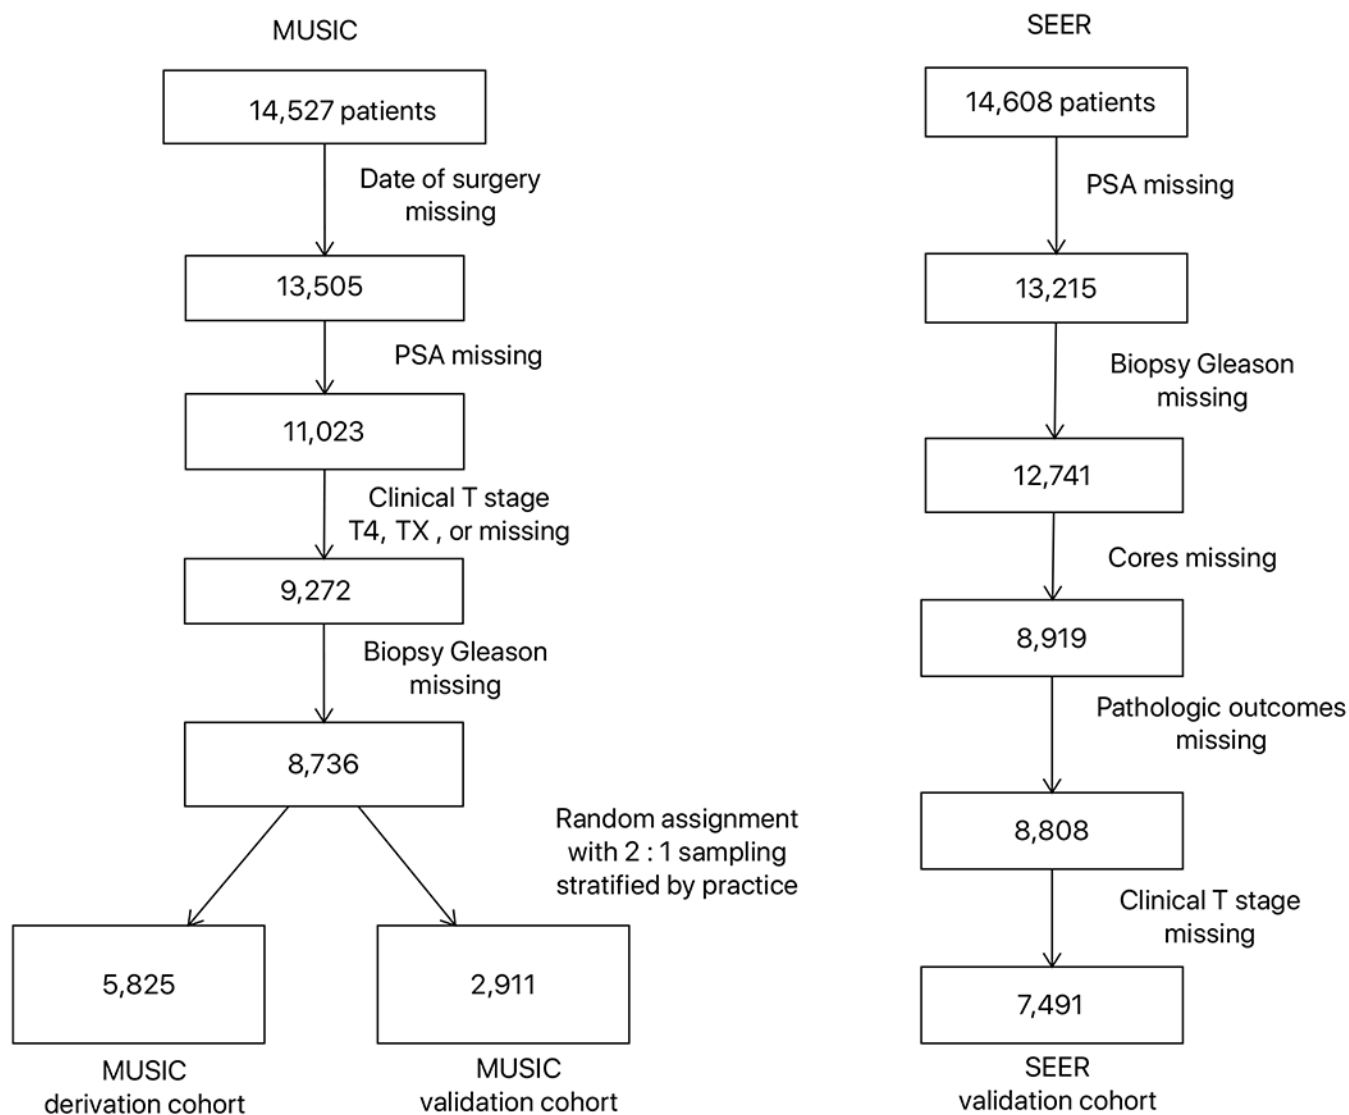 MUSIC
14,527 patients
Date of surgery
missing
13,505
PSA missing
11,023
Clinical T stage
T4, TX , or missing
9,272
Biopsy Gleason
missing
8,736
Random assignment
with 2 : 1 sampling
stratified by practice
5,825
MUSIC
derivation cohort
2,911
MUSIC
validation cohort
SEER
14,608 patients
PSA missing
13,215
Biopsy Gleason
missing
12,741
Cores missing
8,919
Pathologic outcomes
missing
8,808
Clinical T stage
missing
7,491
SEER
validation cohort